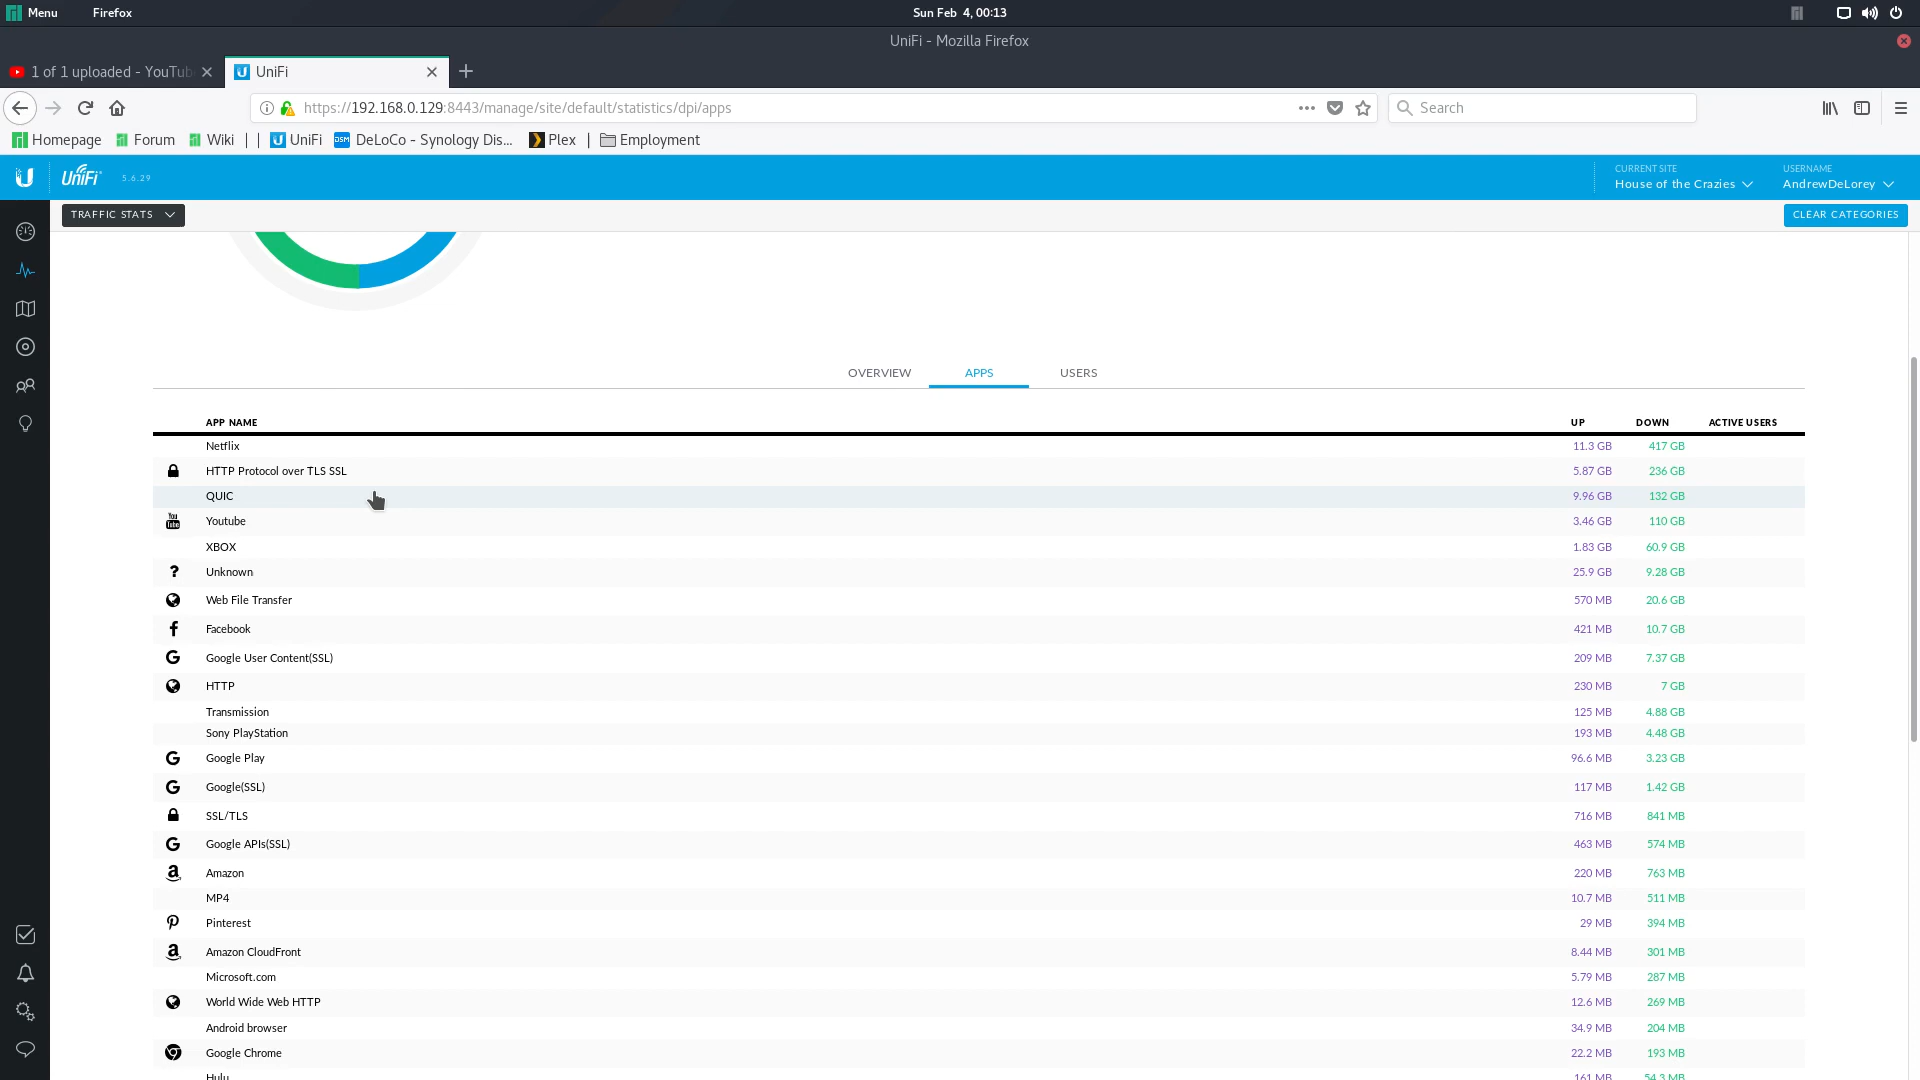 Menu Firefox Sun Feb 4, 00:13
UniFi - Mozilla Firefox
1 of 1 uploaded - YouTub UniFi
https://192.168.0.129:8443/manage/site/default/statistics/dpi/apps Search
Homepage Forum Wiki | | UniFi DSM DeLoCo - Synology Dis... Plex | Employment
U UniFi 5.6.29 CURRENT SITE USERNAME
House of the Crazies AndrewDeLorey
TRAFFIC STATS CLEAR CATEGORIES
OVERVIEW APPS USERS
APP NAME UP DOWN ACTIVE USERS
Netflix 11.3 GB 417 GB
HTTP Protocol over TLS SSL 5.87 GB 236 GB
QUIC 9.96 GB 132 GB
You Tube Youtube 3.46 GB 110 GB
XBOX 1.83 GB 60.9 GB
? Unknown 25.9 GB 9.28 GB
Web File Transfer 570 MB 20.6 GB
f Facebook 421 MB 10.7 GB
G Google User Content(SSL) 209 MB 7.37 GB
HTTP 230 MB 7 GB
Transmission 125 MB 4.88 GB
Sony PlayStation 193 MB 4.48 GB
G Google Play 96.6 MB 3.23 GB
G Google(SSL) 117 MB 1.42 GB
SSL/TLS 716 MB 841 MB
G Google APIs(SSL) 463 MB 574 MB
a Amazon 220 MB 763 MB
MP4 10.7 MB 511 MB
Pinterest 29 MB 394 MB
a Amazon CloudFront 8.44 MB 301 MB
Microsoft.com 5.79 MB 287 MB
World Wide Web HTTP 12.6 MB 269 MB
Android browser 34.9 MB 204 MB
Google Chrome 22.2 MB 193 MB
Hulu 161 MB 54.3 MB